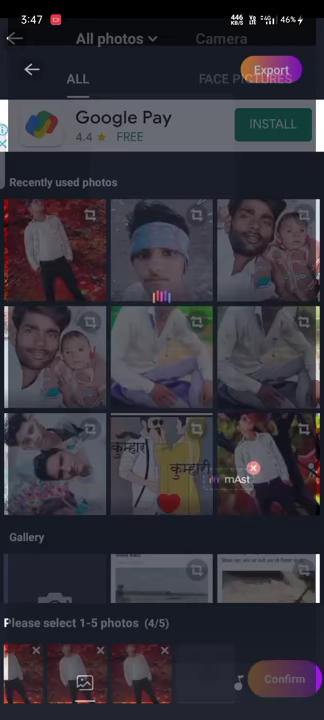 3:47
446 KB/S
46%
All photos
Camera
Export
ALL
FACE PICTURES
Google Pay
4.4 ★ FREE
INSTALL
Recently used photos
कुम्हार
कुम्हारी
mAst
Gallery
Please select 1-5 photos (4/5)
Confirm